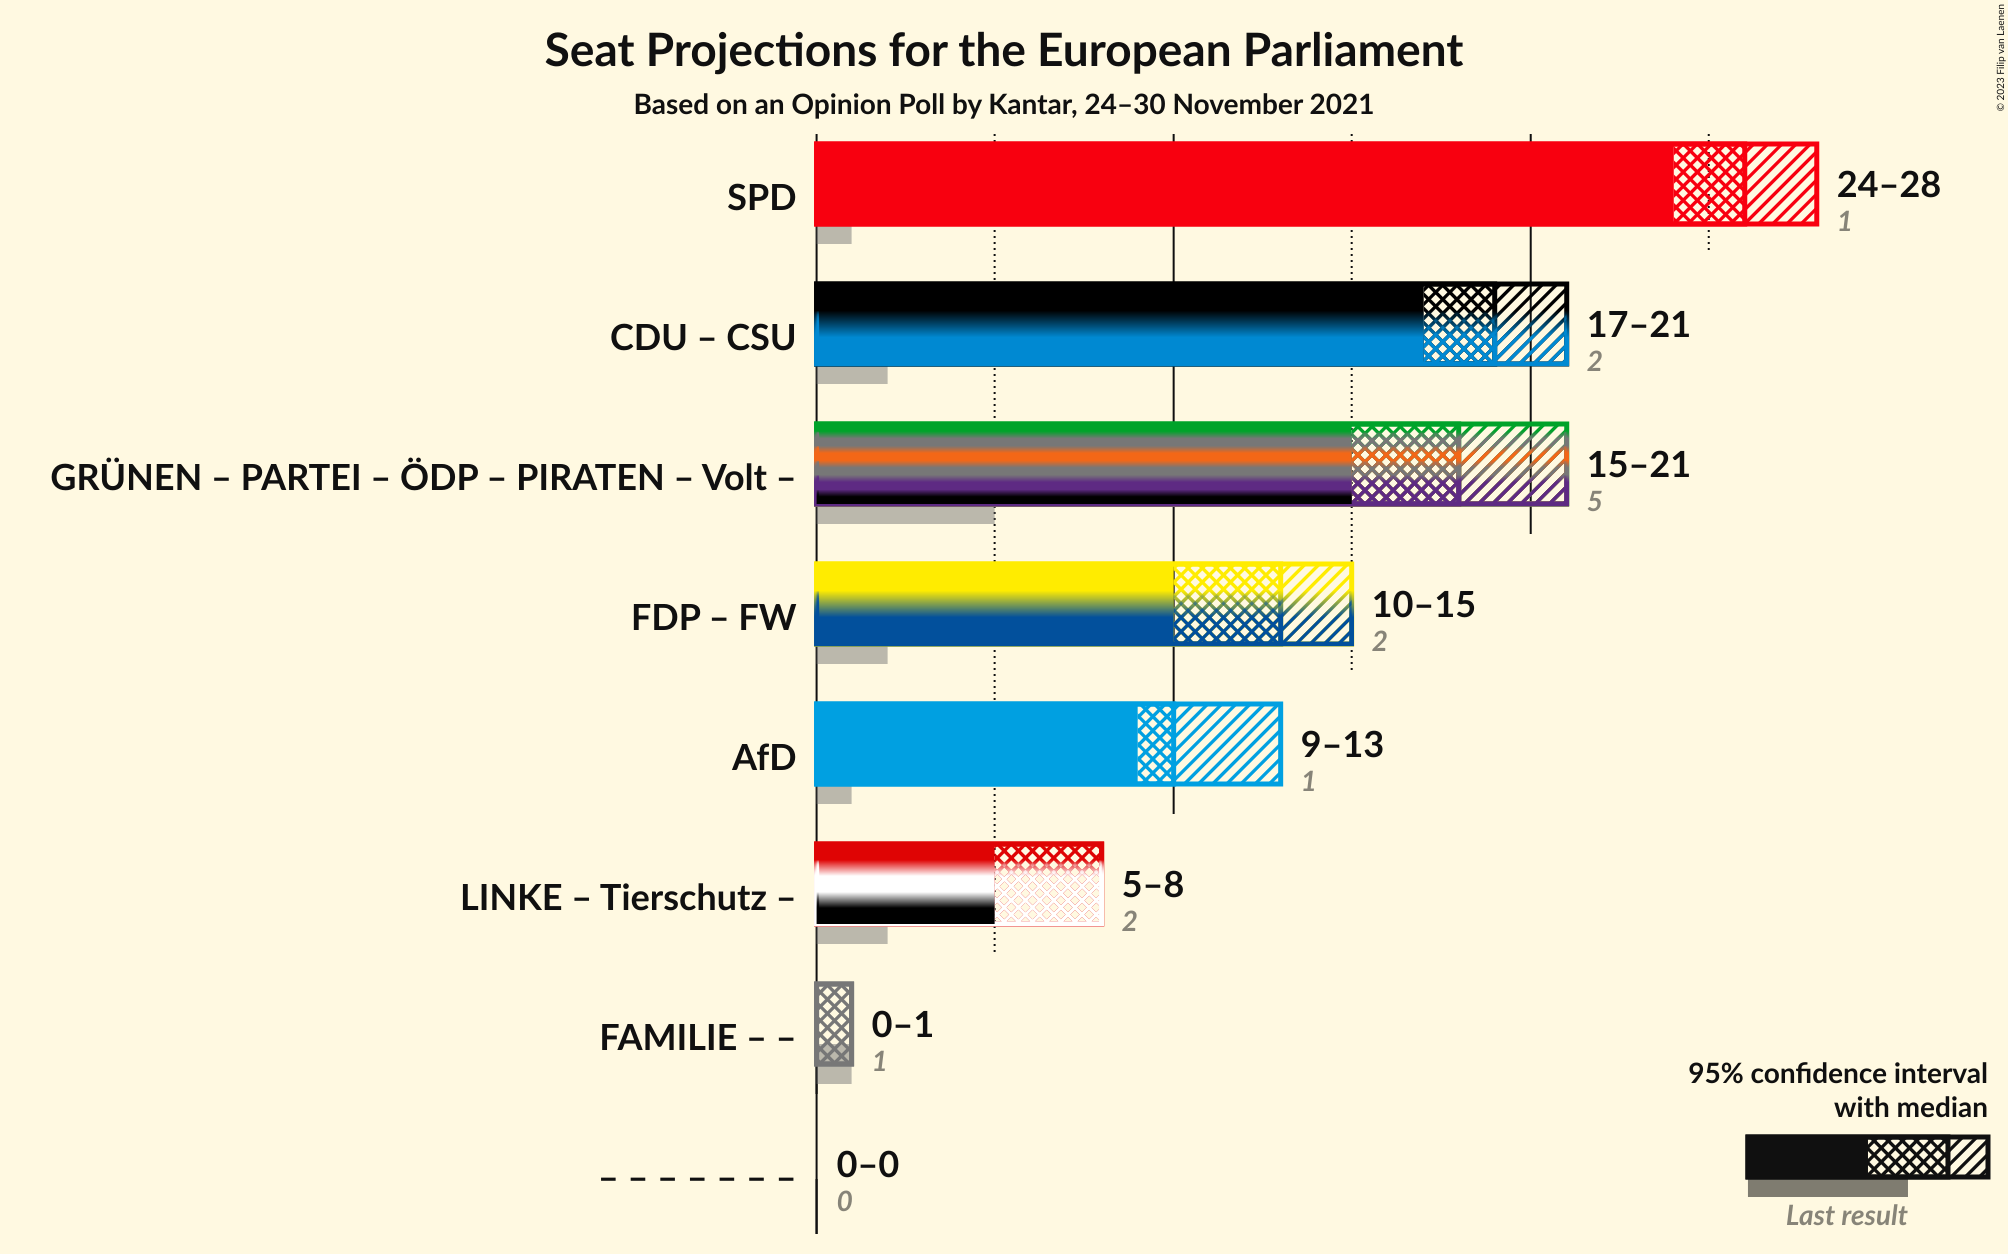 Seat Projections for the European Parliament
Based on an Opinion Poll by Kantar, 24–30 November 2021
© 2023 Filip van Laenen
SPD
24–28
1
CDU – CSU
17–21
2
GRÜNEN – PARTEI – ÖDP – PIRATEN – Volt –
15–21
5
FDP – FW
10–15
2
AfD
9–13
1
LINKE – Tierschutz –
5–8
2
FAMILIE – –
0–1
1
– – – – – – –
0–0
0
95% confidence interval
with median
Last result